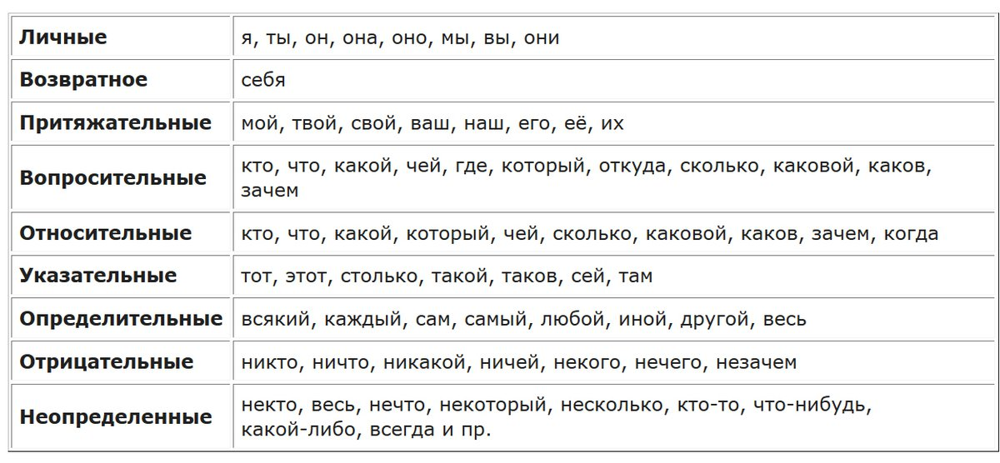 Личные я, ты, он, она, оно, мы, вы, они
Возвратное себя
Притяжательные мой, твой, свой, ваш, наш, его, её, их
Вопросительные кто, что, какой, чей, где, который, откуда, сколько, каковой, каков,
зачем
Относительные кто, что, какой, который, чей, сколько, каковой, каков, зачем, когда
Указательные тот, этот, столько, такой, таков, сей, там
Определительные всякий, каждый, сам, самый, любой, иной, другой, весь
Отрицательные никто, ничто, никакой, ничей, некого, нечего, незачем
Неопределенные некто, весь, нечто, некоторый, несколько, кто-то, что-нибудь,
какой-либо, всегда и пр.